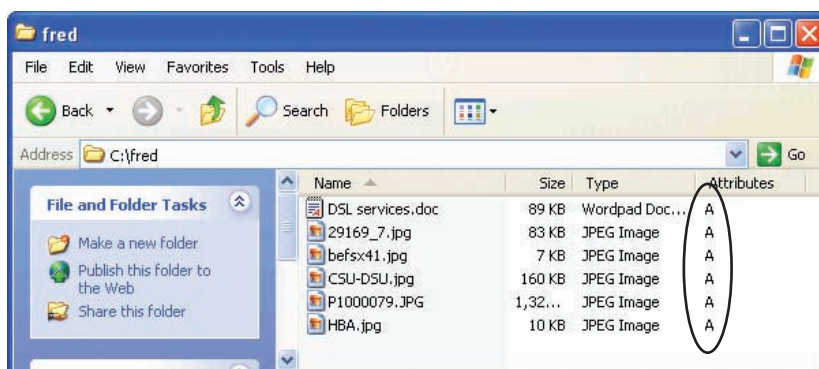 fred
File Edit View Favorites Tools Help
Back Search Folders
Address C:\fred Go
File and Folder Tasks
Make a new folder
Publish this folder to
the Web
Share this folder
Name Size Type Attributes
DSL services.doc 89 KB Wordpad Doc... A
29169_7.jpg 83 KB JPEG Image A
befsx41.jpg 7 KB JPEG Image A
CSU-DSU.jpg 160 KB JPEG Image A
P1000079.JPG 1,32... JPEG Image A
HBA.jpg 10 KB JPEG Image A